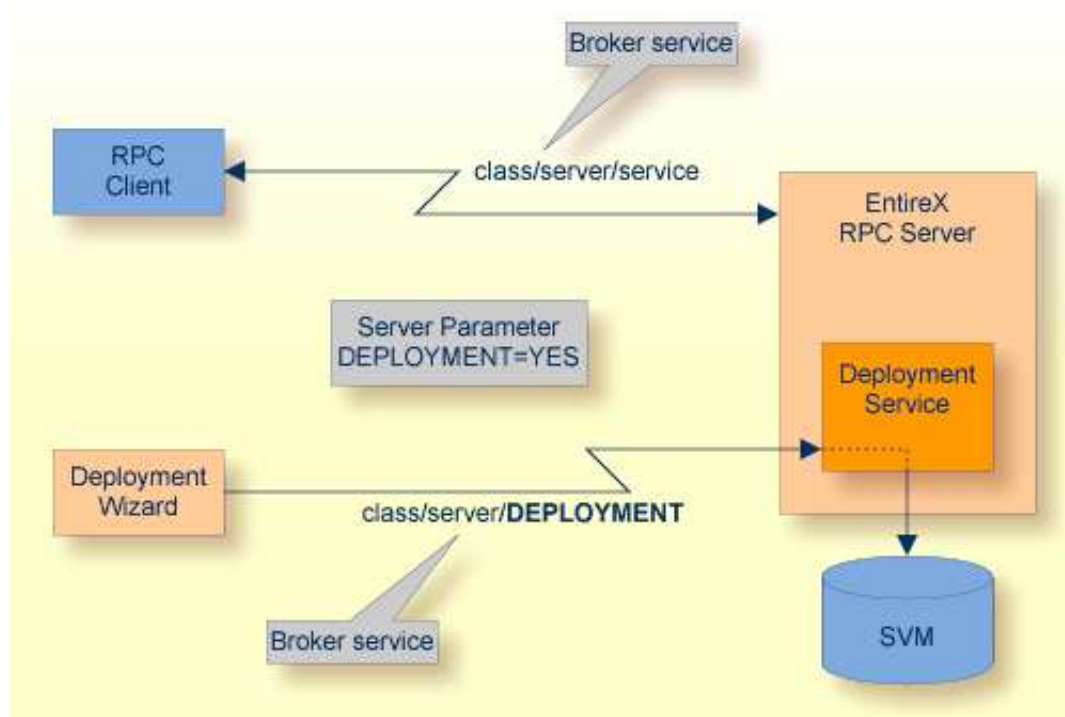 Broker service
RPC
Client
class/server/service
EntireX
RPC Server
Server Parameter
DEPLOYMENT=YES
Deployment
Service
Deployment
Wizard
class/server/DEPLOYMENT
Broker service
SVM